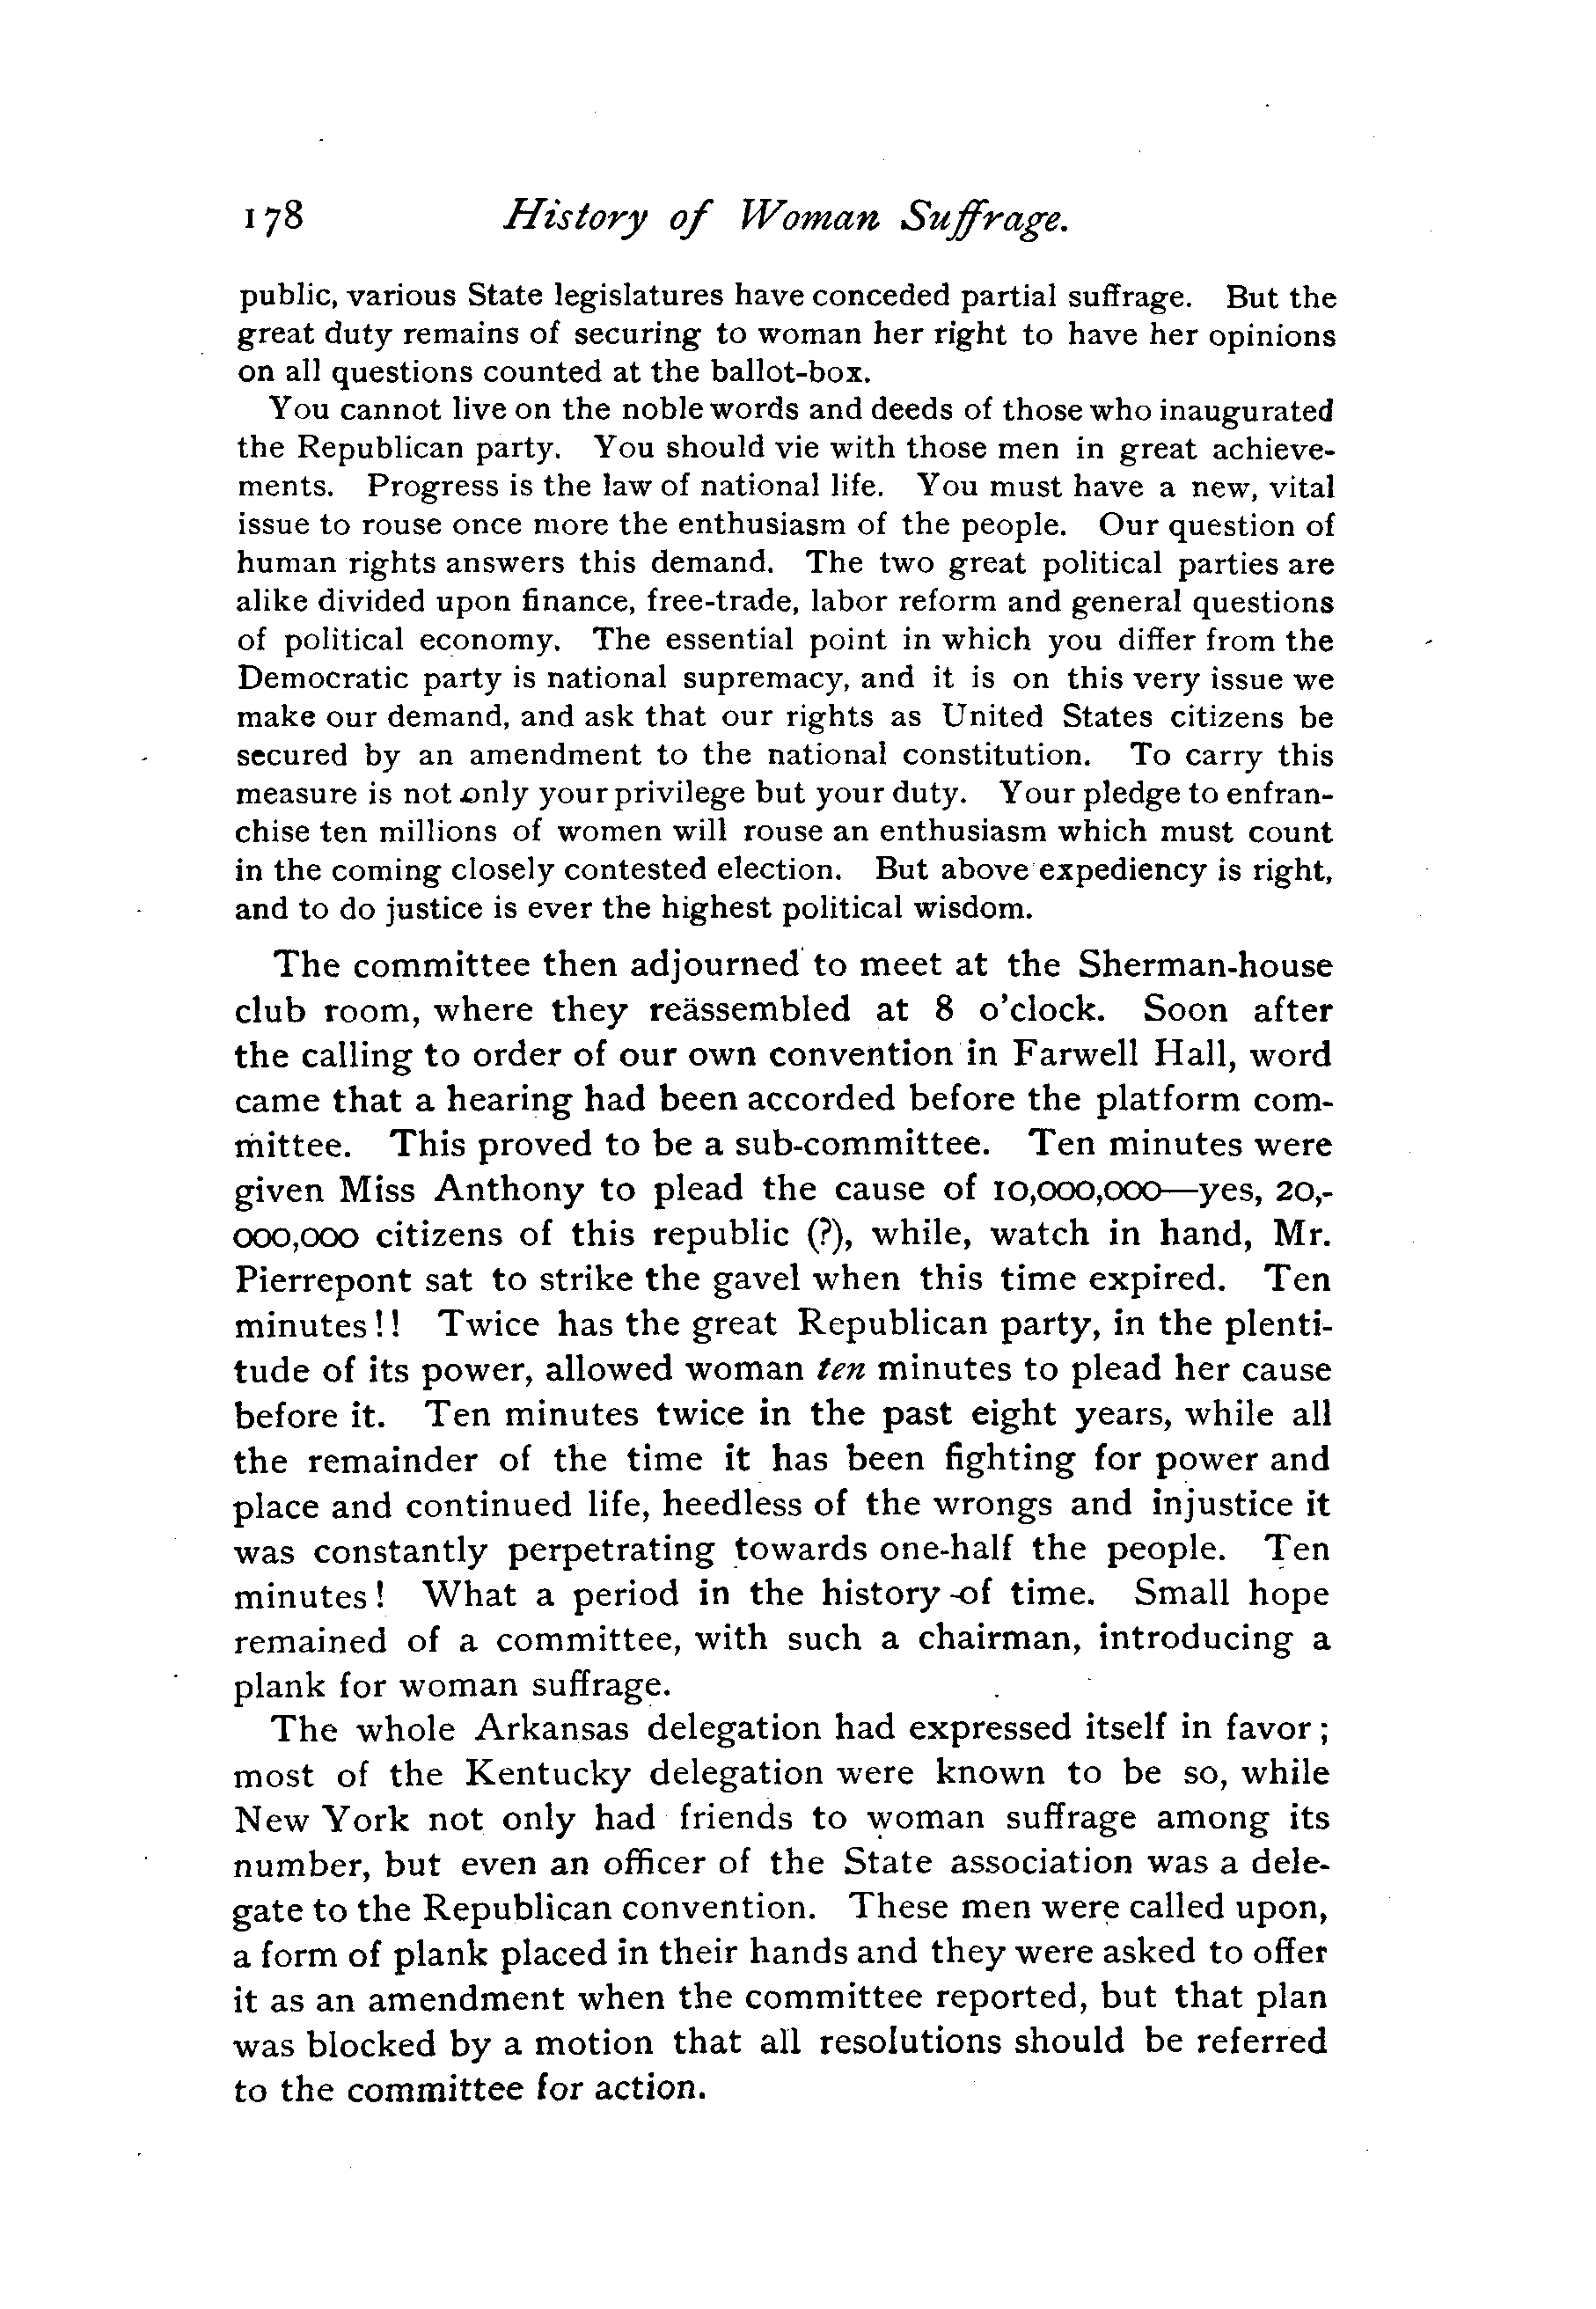 178 History of Woman Suffrage.
public, various State legislatures have conceded partial suffrage. But the
great duty remains of securing to woman her right to have her opinions
on all questions counted at the ballot-box.
You cannot live on the noble words and deeds of those who inaugurated
the Republican party. You should vie with those men in great achieve-
ments. Progress is the law of national life. You must have a new, vital
issue to rouse once more the enthusiasm of the people. Our question of
human rights answers this demand. The two great political parties are
alike divided upon finance, free-trade, labor reform and general questions
of political economy. The essential point in which you differ from the
Democratic party is national supremacy, and it is on this very issue we
make our demand, and ask that our rights as United States citizens be
secured by an amendment to the national constitution. To carry this
measure is not only your privilege but your duty. Your pledge to enfran-
chise ten millions of women will rouse an enthusiasm which must count
in the coming closely contested election. But above expediency is right,
and to do justice is ever the highest political wisdom.
The committee then adjourned to meet at the Sherman-house
club room, where they reässembled at 8 o'clock. Soon after
the calling to order of our own convention in Farwell Hall, word
came that a hearing had been accorded before the platform com-
mittee. This proved to be a sub-committee. Ten minutes were
given Miss Anthony to plead the cause of 10,000,000—yes, 20,-
000,000 citizens of this republic (?), while, watch in hand, Mr.
Pierrepont sat to strike the gavel when this time expired. Ten
minutes!! Twice has the great Republican party, in the plenti-
tude of its power, allowed woman ten minutes to plead her cause
before it. Ten minutes twice in the past eight years, while all
the remainder of the time it has been fighting for power and
place and continued life, heedless of the wrongs and injustice it
was constantly perpetrating towards one-half the people. Ten
minutes! What a period in the history of time. Small hope
remained of a committee, with such a chairman, introducing a
plank for woman suffrage.
The whole Arkansas delegation had expressed itself in favor;
most of the Kentucky delegation were known to be so, while
New York not only had friends to woman suffrage among its
number, but even an officer of the State association was a dele-
gate to the Republican convention. These men were called upon,
a form of plank placed in their hands and they were asked to offer
it as an amendment when the committee reported, but that plan
was blocked by a motion that all resolutions should be referred
to the committee for action.